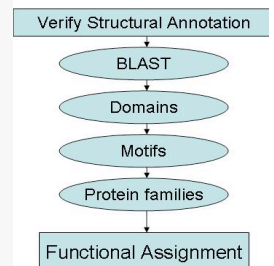 Verify Structural Annotation
BLAST
Domains
Motifs
Protein families
Functional Assignment